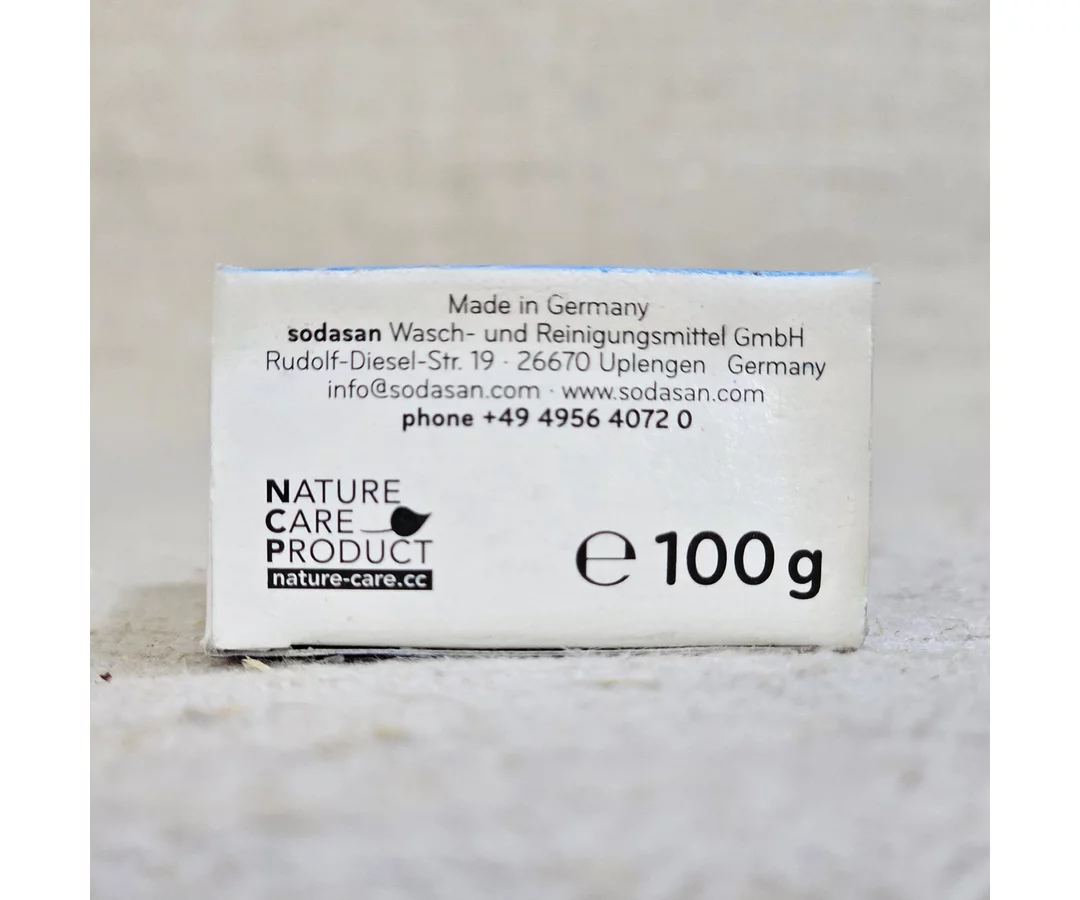 Made in Germany
sodasan Wasch- und Reinigungsmittel GmbH
Rudolf-Diesel-Str. 19 · 26670 Uplengen Germany
info@sodasan.com · www.sodasan.com
phone +49 4956 4072 0
NATURE
CARE
PRODUCT
nature-care.cc
℮ 100 g